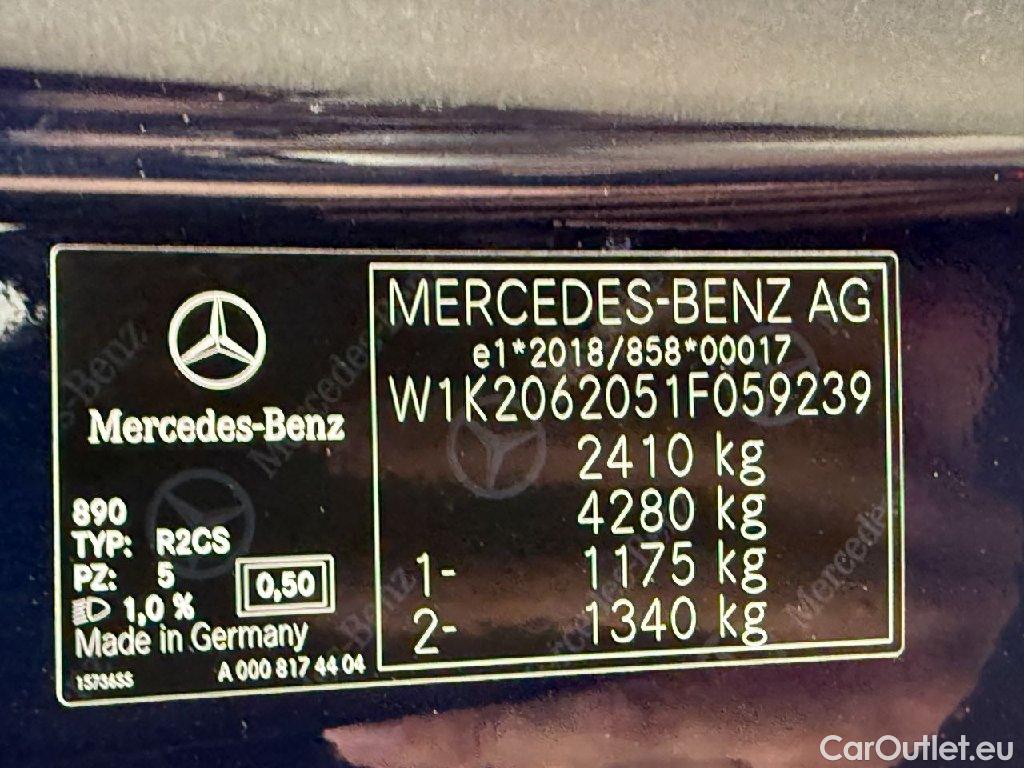 Mercedes-Benz
890
TYP: R2CS
PZ: 5
1,0 %
0,50
Made in Germany
A 000 817 44 04
MERCEDES-BENZ AG
e1*2018/858*00017
W1K2062051F059239
2410 kg
4280 kg
1- 1175 kg
2- 1340 kg
CarOutlet.eu